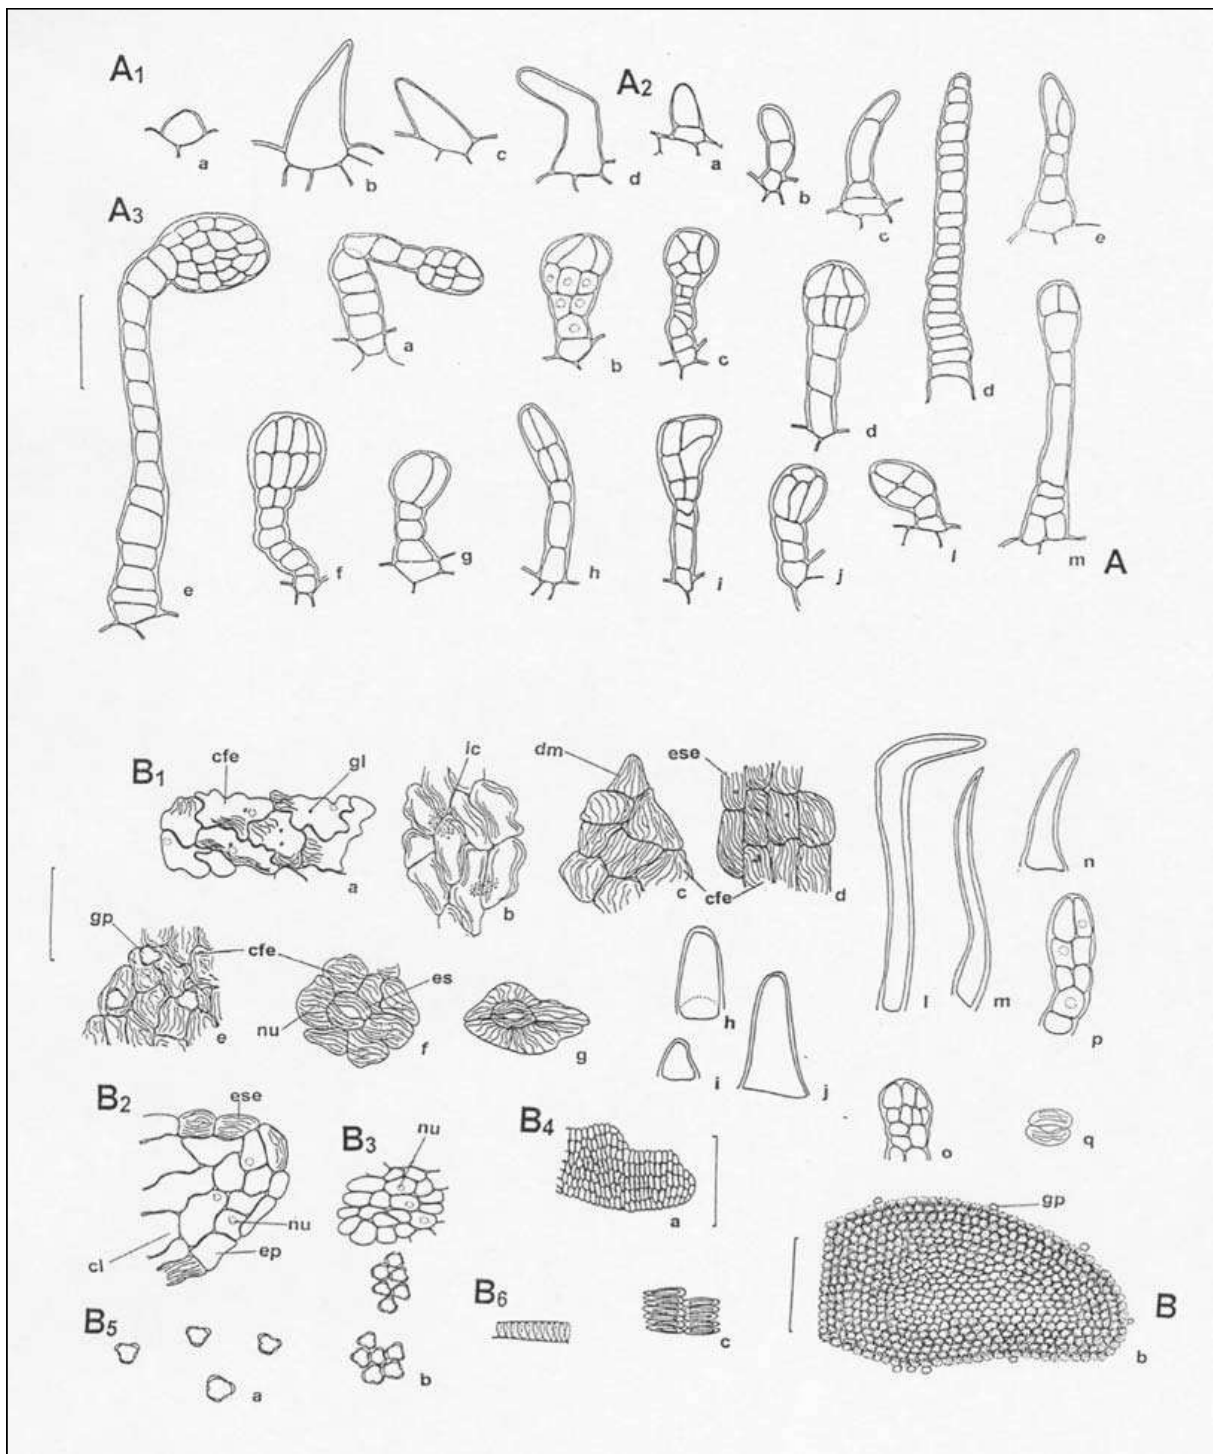 A1 A2
a b c d a b c d e
A3
a b c d
e f g h i j l m A
B1 cfe gl lc dm ese
a b c cfe d n
gp cfe es
e nu f g h l m p
i j
B2 ese B3 nu B4 o q
a gp
nu
cl ep
B5 B6 B
a b c b